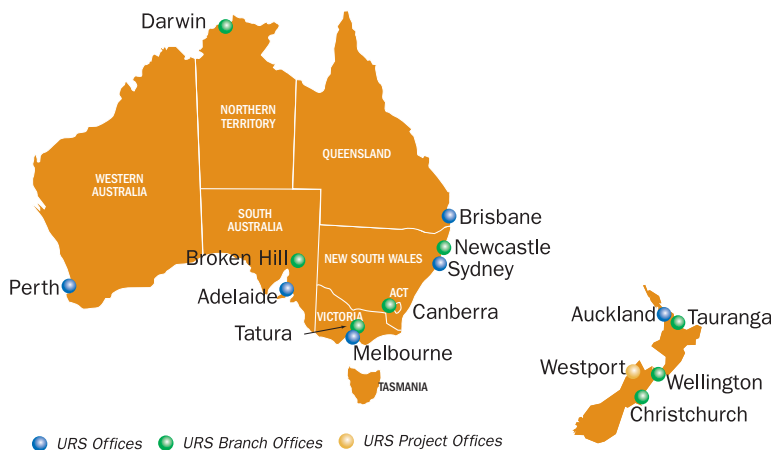 Darwin
NORTHERN
TERRITORY
QUEENSLAND
WESTERN
AUSTRALIA
SOUTH
AUSTRALIA
Brisbane
Newcastle
Broken Hill
NEW SOUTH WALES
Sydney
Perth
Adelaide
ACT
Canberra
VICTORIA
Tatura
Melbourne
TASMANIA
Auckland
Tauranga
Westport
Wellington
Christchurch
URS Offices
URS Branch Offices
URS Project Offices